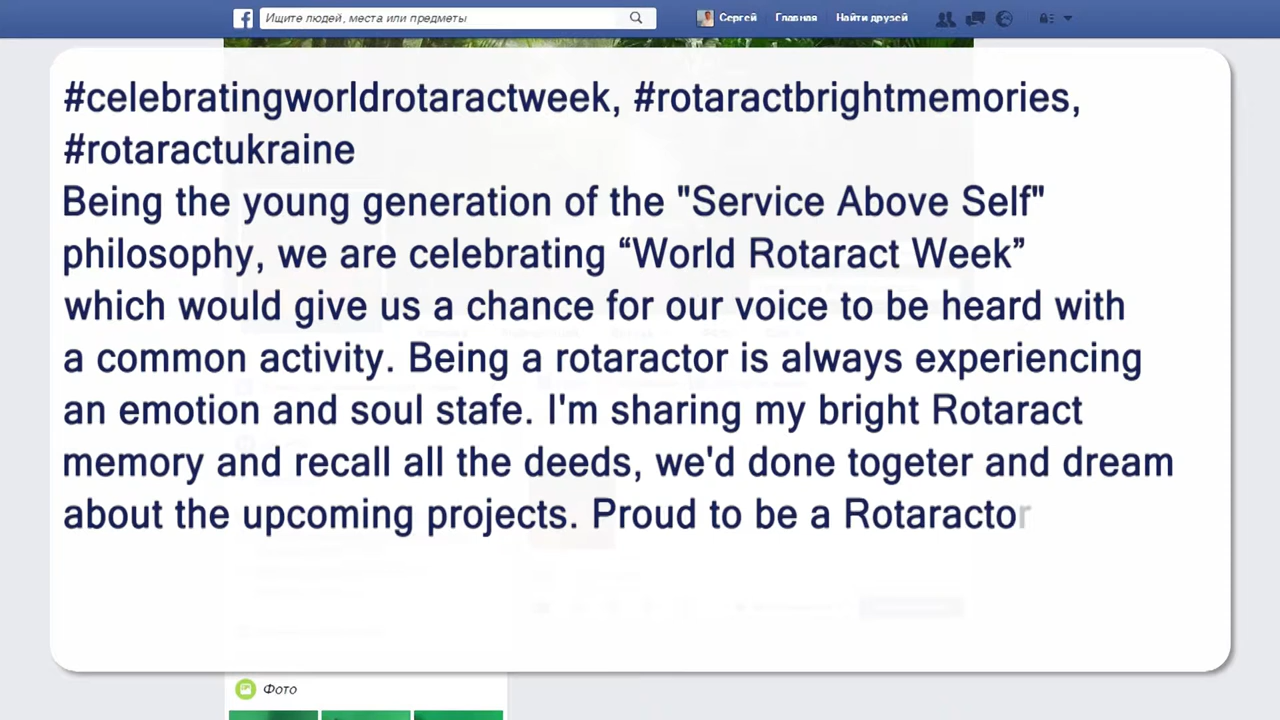 Ищите людей, места или предметы
Сергей Главная Найти друзей
#celebratingworldrotaractweek, #rotaractbrightmemories,
#rotaractukraine
Being the young generation of the "Service Above Self"
philosophy, we are celebrating “World Rotaract Week”
which would give us a chance for our voice to be heard with
a common activity. Being a rotaractor is always experiencing
an emotion and soul stafe. I'm sharing my bright Rotaract
memory and recall all the deeds, we'd done togeter and dream
about the upcoming projects. Proud to be a Rotaractor
Фото